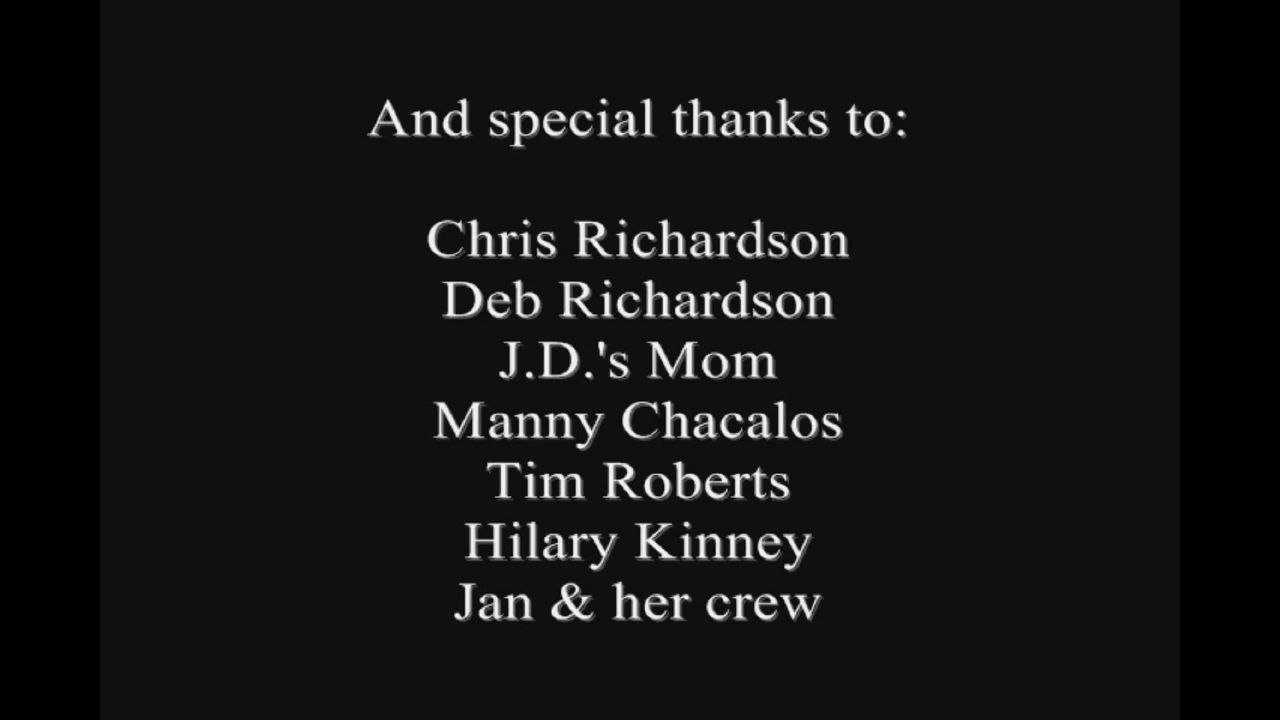 And special thanks to:
Chris Richardson
Deb Richardson
J.D.'s Mom
Manny Chacalos
Tim Roberts
Hilary Kinney
Jan & her crew